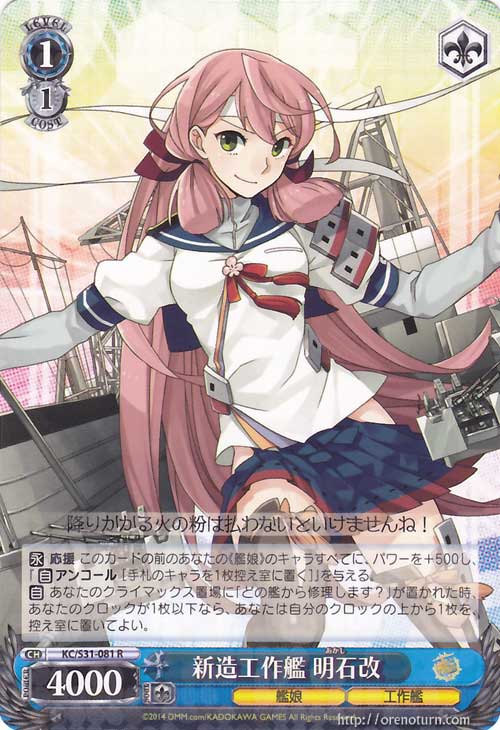 LEVEL
1
1
COST
降りかかる火の粉は払わないといけませんね！
永 応援 このカードの前のあなたの《艦娘》のキャラすべてに、パワーを＋500し、
『自アンコール ［手札のキャラを1枚控え室に置く］』を与える。
自 あなたのクライマックス置場に「どの艦から修理します？」が置かれた時、
あなたのクロックが1枚以下なら、あなたは自分のクロックの上から1枚を、
控え室に置いてよい。
CH KC/S31-081 R
POWER
4000
SOUL
あかし
新造工作艦 明石改
艦娘 工作艦
©2014 DMM.com/KADOKAWA GAMES All Rights Reserved.
http://orenoturn.com